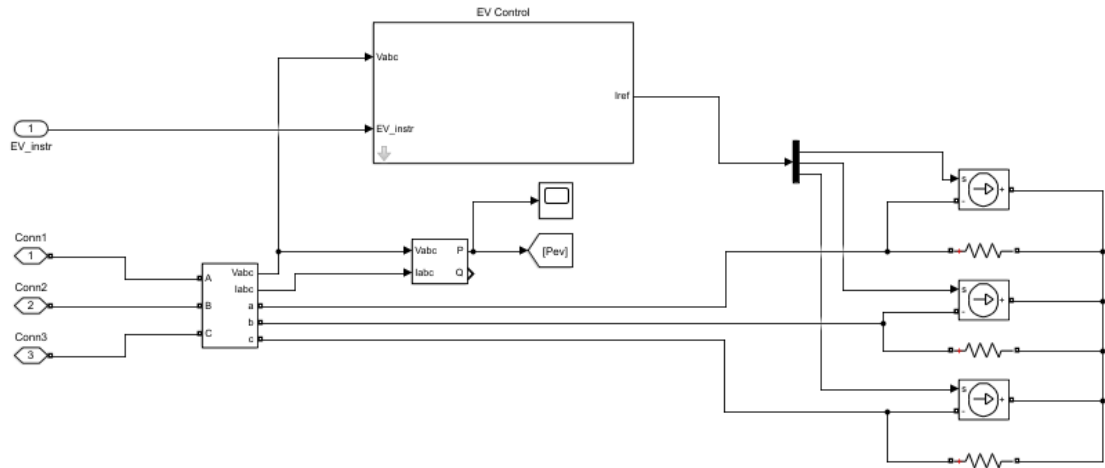 EV Control
Vabc
Iref
1
EV_instr
EV_instr
s
+
-
Conn1
1
Vabc
P
[Pev]
Iabc
Q
+
A
Vabc
Iabc
Conn2
2
B
a
s
+
-
b
Conn3
3
C
c
+
s
+
-
+